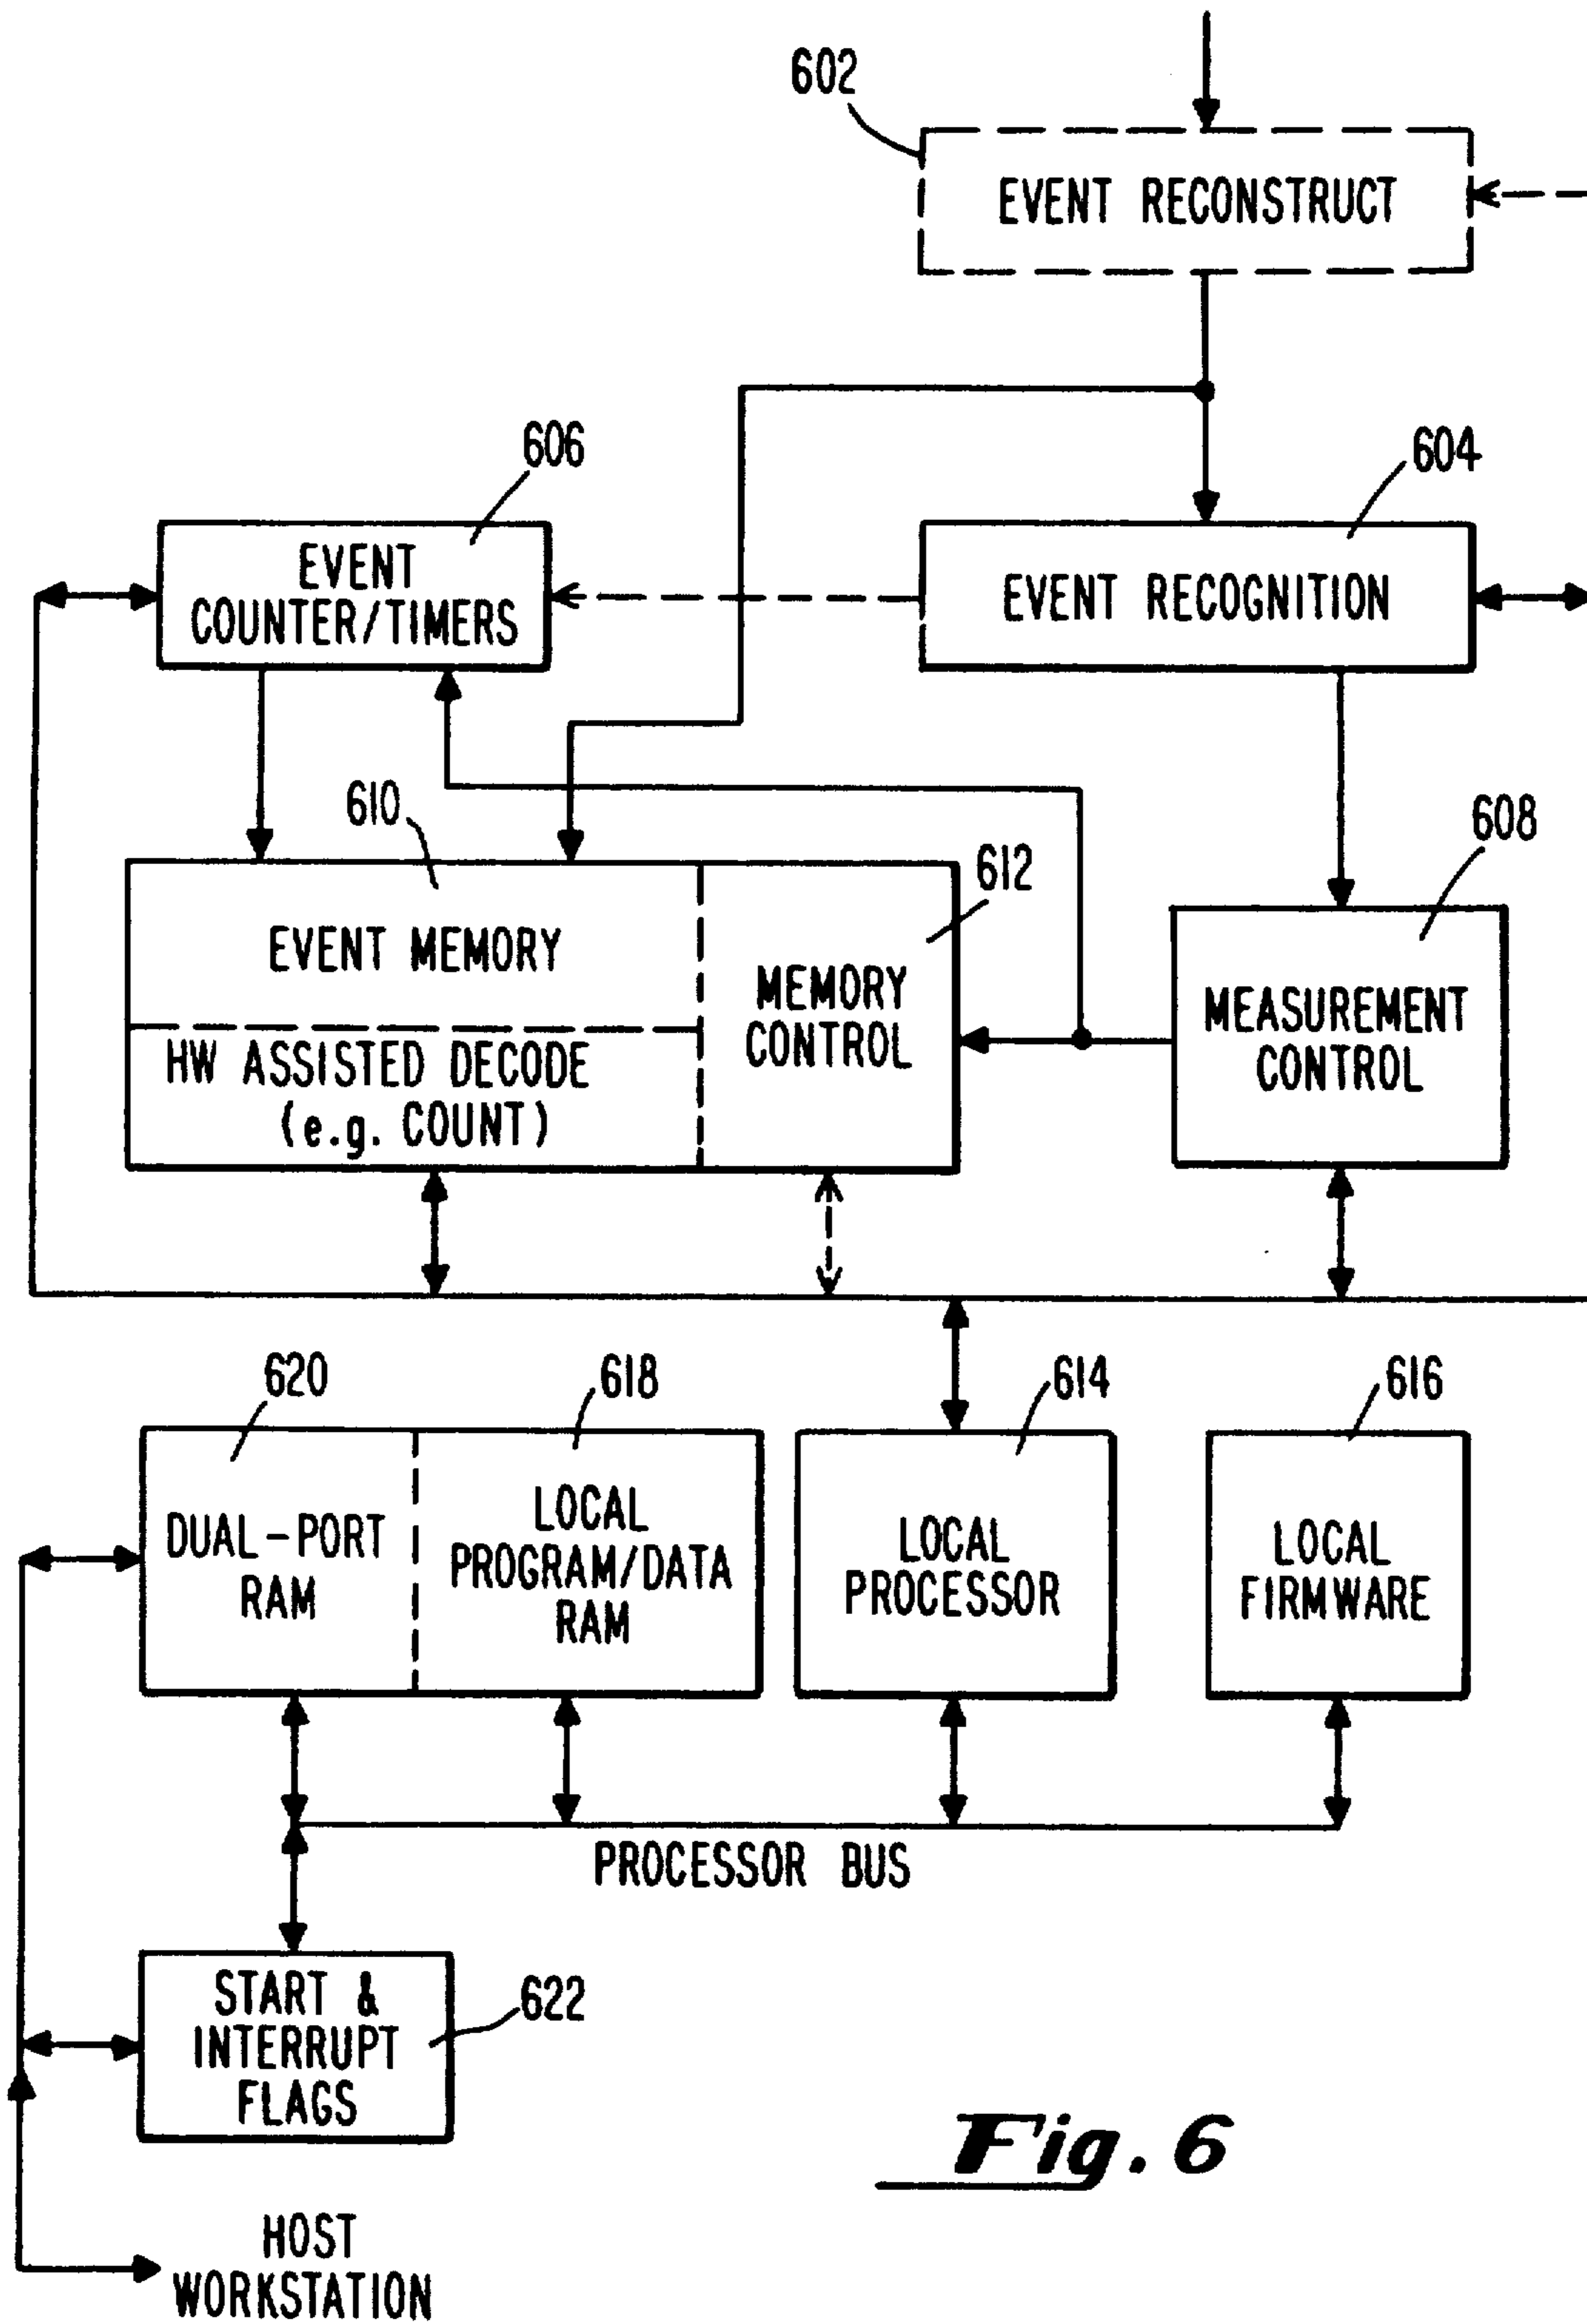 602
EVENT RECONSTRUCT
606
604
EVENT
COUNTER/TIMERS
EVENT RECOGNITION
610
612
608
EVENT MEMORY
MEMORY
CONTROL
HW ASSISTED DECODE
(e.g. COUNT)
MEASUREMENT
CONTROL
620
618
614
616
DUAL-PORT
RAM
LOCAL
PROGRAM/DATA
RAM
LOCAL
PROCESSOR
LOCAL
FIRMWARE
PROCESSOR BUS
START &
INTERRUPT
FLAGS
622
Fig. 6
HOST
WORKSTATION